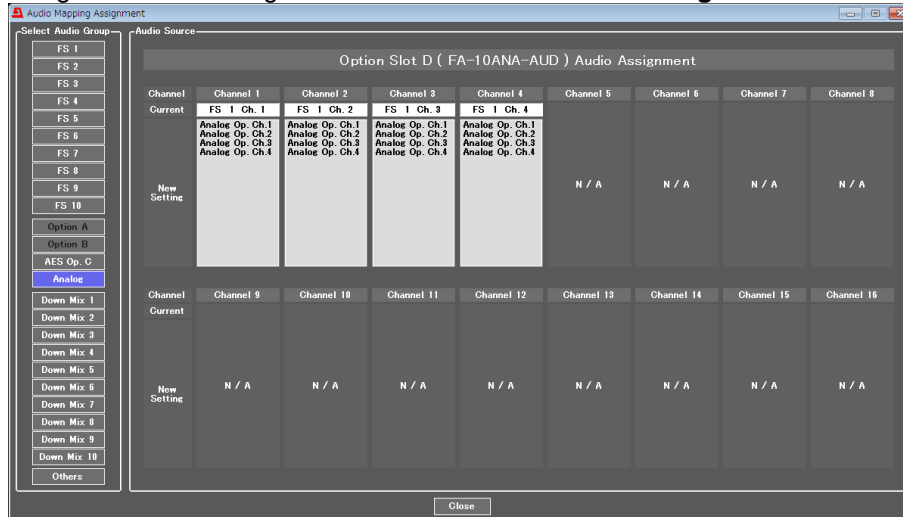 Audio Mapping Assignment
Select Audio Group
FS 1
FS 2
FS 3
FS 4
FS 5
FS 6
FS 7
FS 8
FS 9
FS 10
Option A
Option B
AES Op. C
Analog
Down Mix 1
Down Mix 2
Down Mix 3
Down Mix 4
Down Mix 5
Down Mix 6
Down Mix 7
Down Mix 8
Down Mix 9
Down Mix 10
Others
Audio Source
Option Slot D ( FA-10ANA-AUD ) Audio Assignment
Channel Channel 1 Channel 2 Channel 3 Channel 4 Channel 5 Channel 6 Channel 7 Channel 8
Current FS 1 Ch. 1 FS 1 Ch. 2 FS 1 Ch. 3 FS 1 Ch. 4
Analog Op. Ch.1 Analog Op. Ch.1 Analog Op. Ch.1 Analog Op. Ch.1
Analog Op. Ch.2 Analog Op. Ch.2 Analog Op. Ch.2 Analog Op. Ch.2
Analog Op. Ch.3 Analog Op. Ch.3 Analog Op. Ch.3 Analog Op. Ch.3
Analog Op. Ch.4 Analog Op. Ch.4 Analog Op. Ch.4 Analog Op. Ch.4
New Setting N / A N / A N / A N / A
Channel Channel 9 Channel 10 Channel 11 Channel 12 Channel 13 Channel 14 Channel 15 Channel 16
Current
New Setting N / A N / A N / A N / A N / A N / A N / A N / A
Close